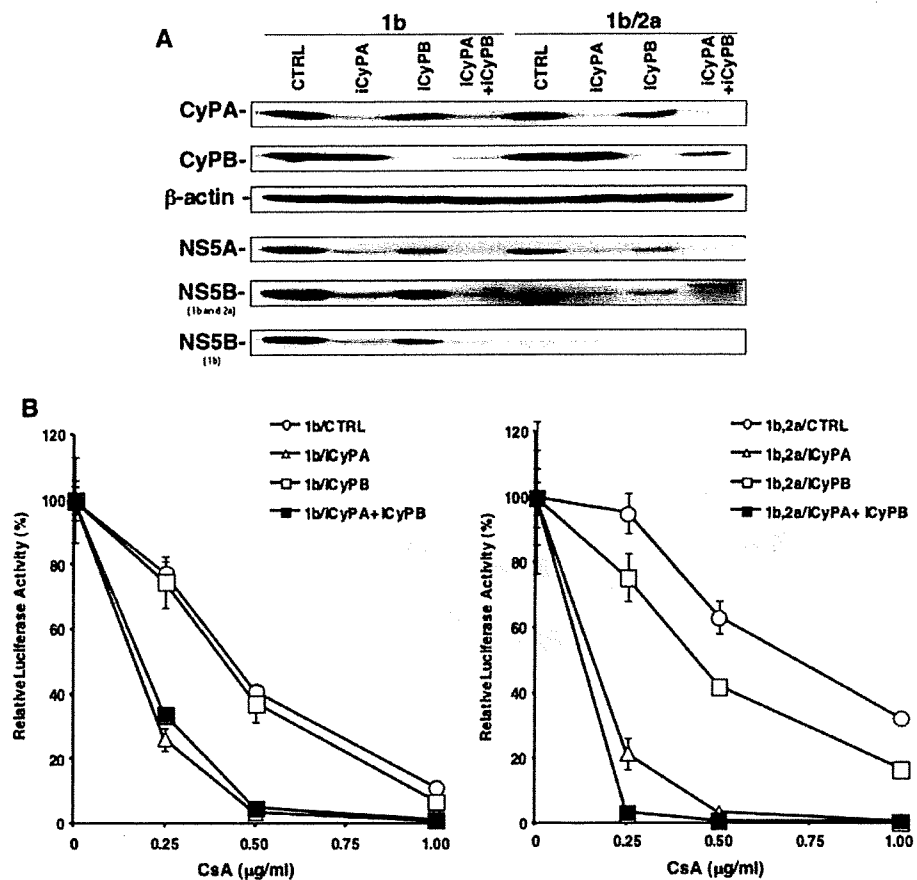 A
1b 1b/2a
CTRL iCyPA iCyPB iCyPA +iCyPB CTRL iCyPA iCyPB iCyPA +iCyPB
CyPA-
CyPB-
β-actin -
NS5A-
NS5B-
(1b and 2a)
NS5B-
(1b)
B
1b/CTRL
1b/iCyPA
1b/iCyPB
1b/iCyPA+ iCyPB
Relative Luciferase Activity (%)
120
100
80
60
40
20
0
0 0.25 0.50 0.75 1.00
CsA (μg/ml)
1b,2a/CTRL
1b,2a/iCyPA
1b,2a/iCyPB
1b,2a/iCyPA+ iCyPB
Relative Luciferase Activity (%)
120
100
80
60
40
20
0
0 0.25 0.50 0.75 1.00
CsA (μg/ml)